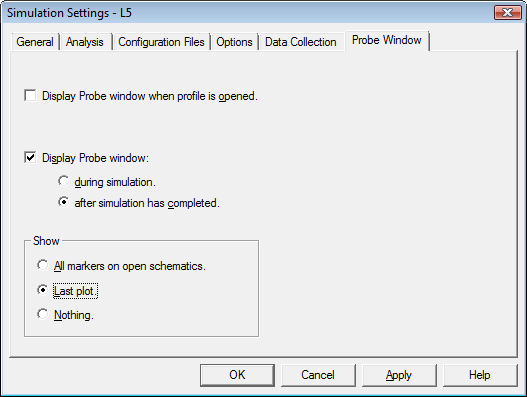 Simulation Settings - L5
General Analysis Configuration Files Options Data Collection Probe Window
Display Probe window when profile is opened.
Display Probe window:
during simulation.
after simulation has completed.
Show
All markers on open schematics.
Last plot.
Nothing.
OK Cancel Apply Help